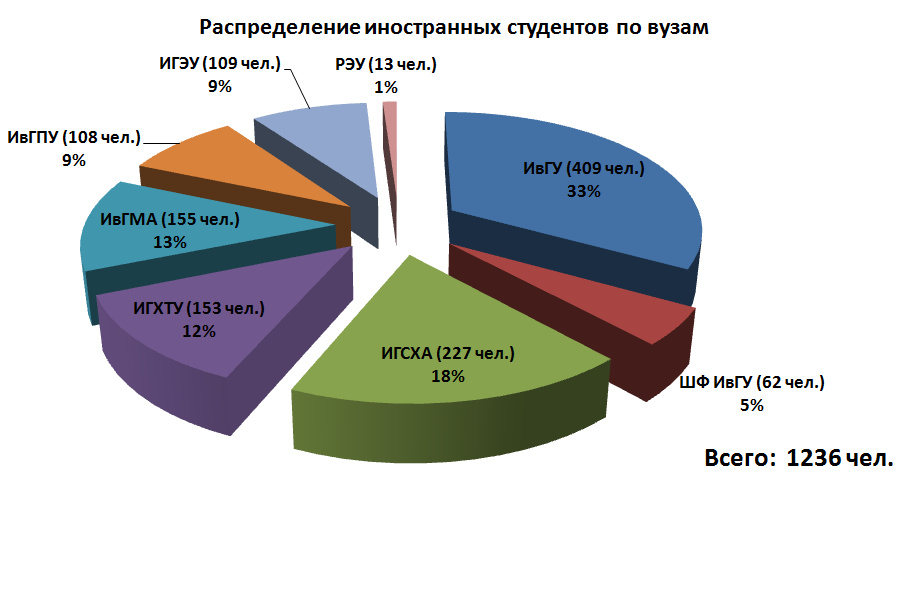 Распределение иностранных студентов по вузам
ИГЭУ (109 чел.)
9%
РЭУ (13 чел.)
1%
ИвГПУ (108 чел.)
9%
ИвГУ (409 чел.)
33%
ИвГМА (155 чел.)
13%
ИГХТУ (153 чел.)
12%
ИГСХА (227 чел.)
18%
ШФ ИвГУ (62 чел.)
5%
Всего: 1236 чел.